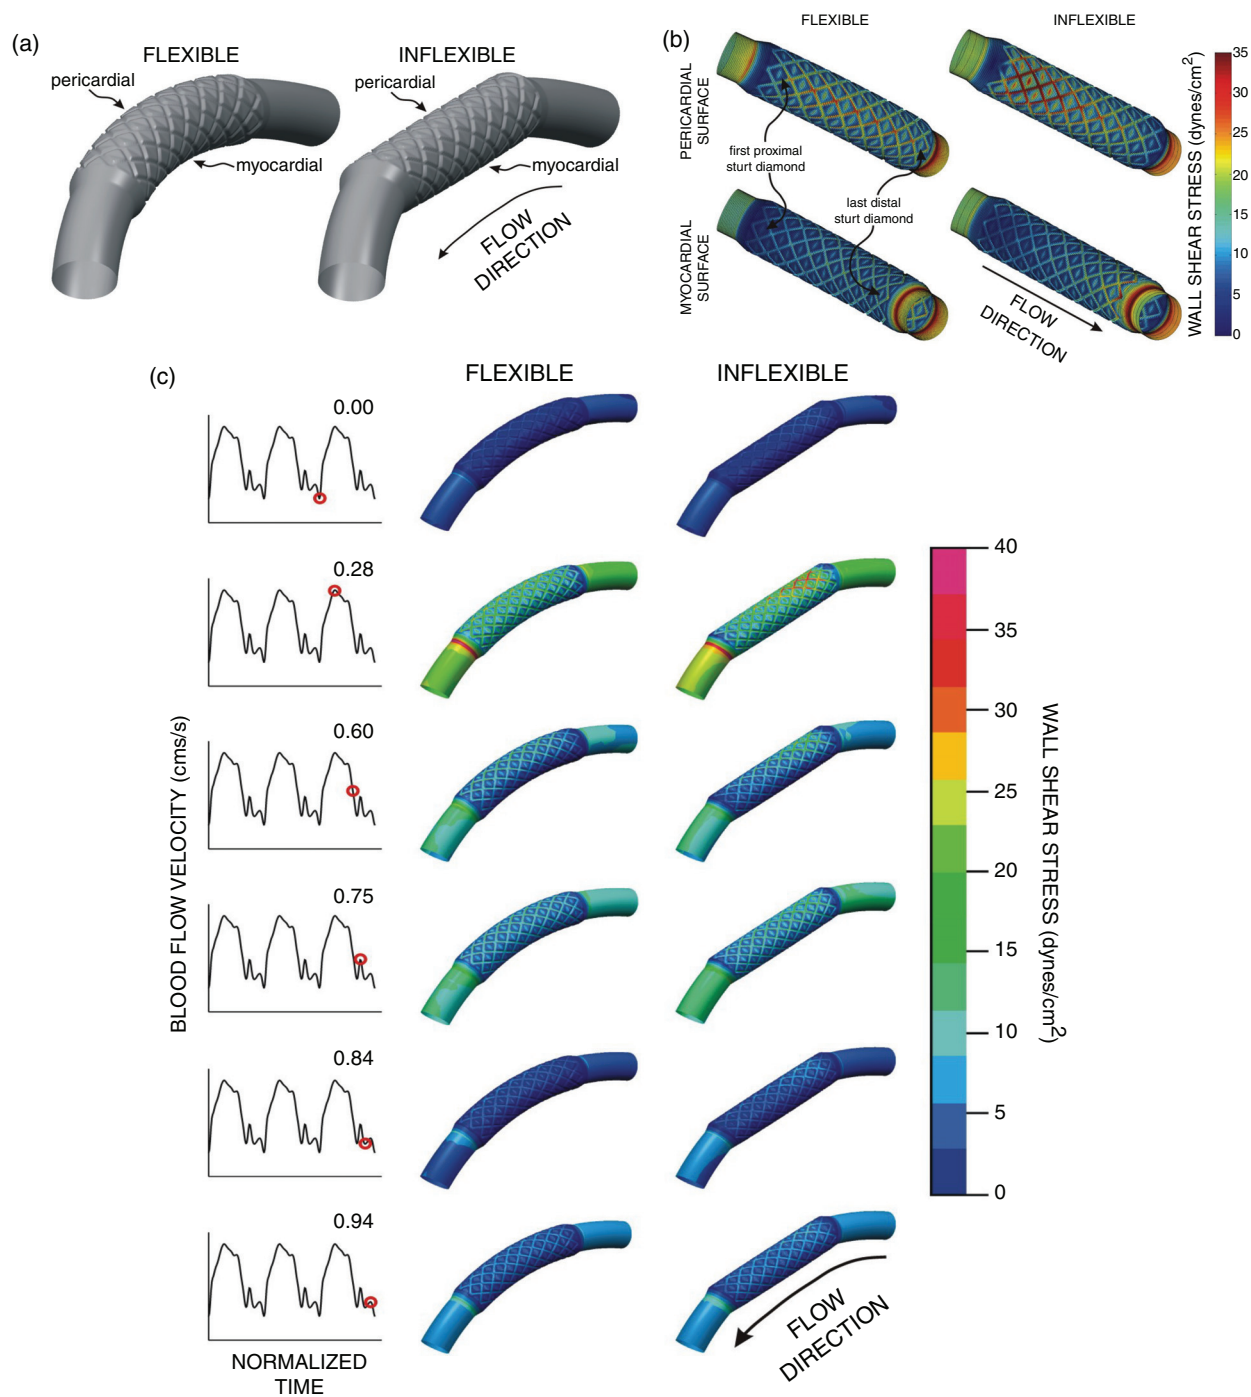 (a)
FLEXIBLE
INFLEXIBLE
pericardial
pericardial
myocardial
myocardial
FLOW
DIRECTION
(b)
FLEXIBLE
INFLEXIBLE
PERICARDIAL
SURFACE
first proximal
sturt diamond
last distal
sturt diamond
MYOCARDIAL
SURFACE
FLOW
DIRECTION
35
30
25
20
15
10
5
0
WALL SHEAR STRESS (dynes/cm2)
(c)
FLEXIBLE
INFLEXIBLE
0.00
0.28
0.60
0.75
0.84
0.94
BLOOD FLOW VELOCITY (cms/s)
NORMALIZED
TIME
40
35
30
25
20
15
10
5
0
WALL SHEAR STRESS (dynes/cm2)
FLOW
DIRECTION